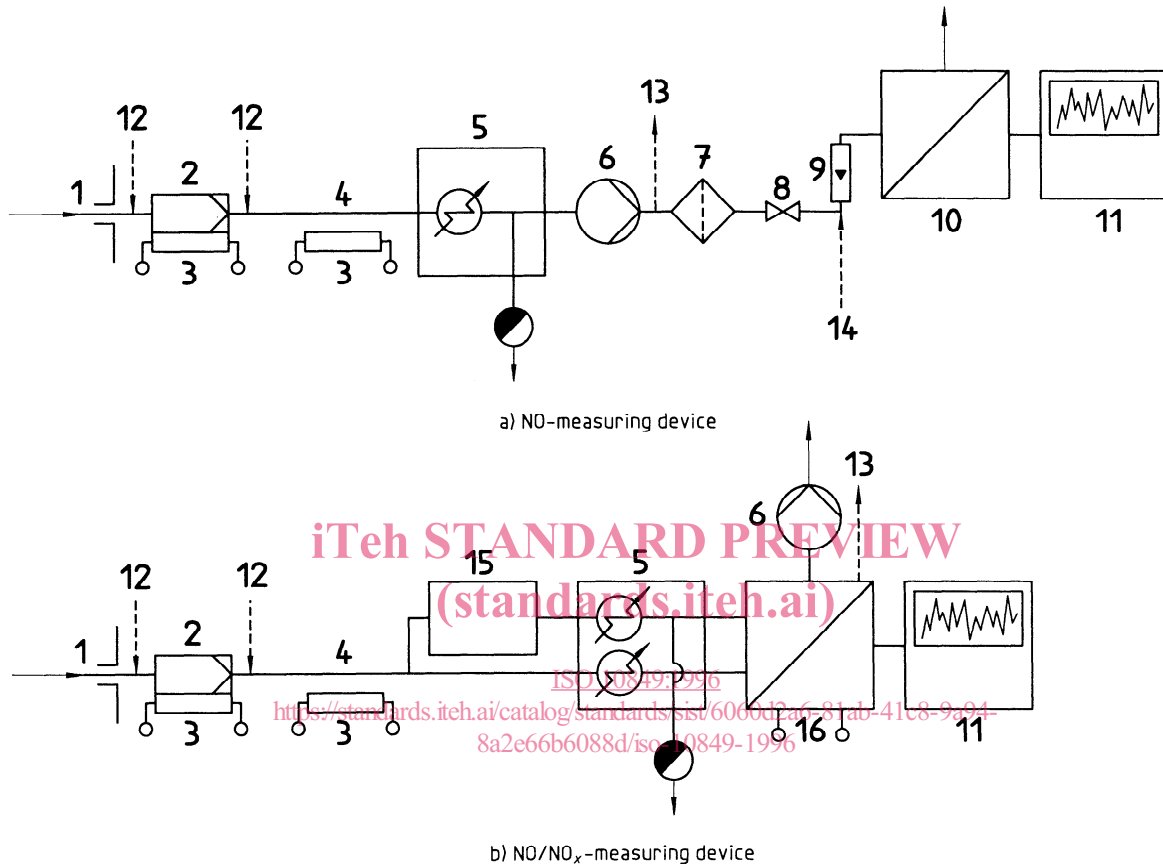 12 12 13
1 2 4 5 6 7 8 9
3 3 10 11
14
a) NO-measuring device
13
6
iTeh STANDARD PREVIEW
12 12 15 5
(standards.iteh.ai)
1 2 4
ISO 10849:1996
https://standards.iteh.ai/catalog/standards/sist/6060d2a6-81ab-41c8-9a94-
3 3 16 11
8a2e66b6088d/iso-10849-1996
b) NO/NOx-measuring device